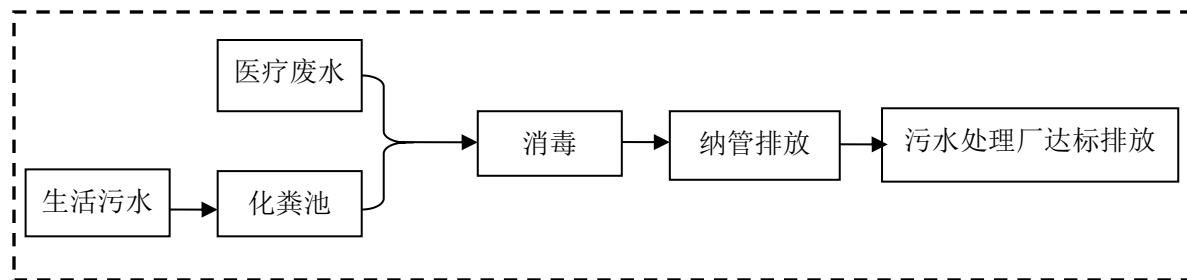 医疗废水
消毒
纳管排放
污水处理厂达标排放
生活污水
化粪池